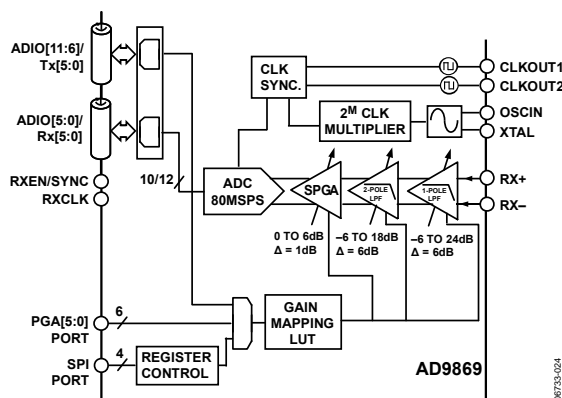 ADIO[11:6]/
Tx[5:0]
ADIO[5:0]/
Rx[5:0]
RXEN/SYNC
RXCLK
PGA[5:0]
PORT
SPI
PORT
10/12
6
4
CLK
SYNC.
2M CLK
MULTIPLIER
ADC
80MSPS
SPGA
2-POLE
LPF
1-POLE
LPF
0 TO 6dB
Δ = 1dB
–6 TO 18dB
Δ = 6dB
–6 TO 24dB
Δ = 6dB
GAIN
MAPPING
LUT
REGISTER
CONTROL
CLKOUT1
CLKOUT2
OSCIN
XTAL
RX+
RX–
AD9869
06733-024